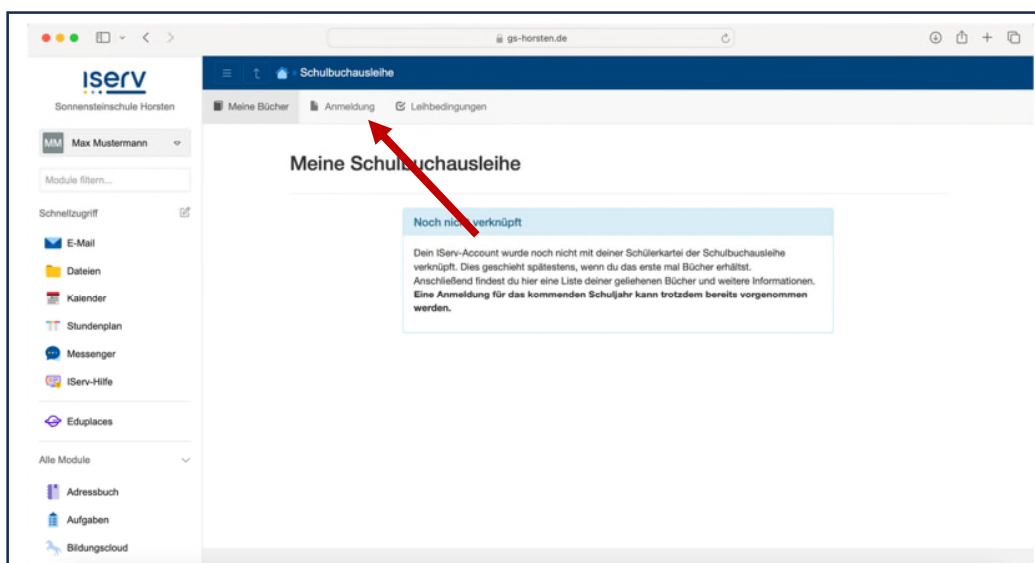 gs-horsten.de
IServ
Sonnensteinschule Horsten
MM Max Mustermann
Module filtern...
Schnellzugriff
E-Mail
Dateien
Kalender
Stundenplan
Messenger
IServ-Hilfe
Eduplaces
Alle Module
Adressbuch
Aufgaben
Bildungscloud
Schulbuchausleihe
Meine Bücher Anmeldung Leihbedingungen
Meine Schulbuchausleihe
Noch nicht verknüpft
Dein IServ-Account wurde noch nicht mit deiner Schülerkartei der Schulbuchausleihe
verknüpft. Dies geschieht spätestens, wenn du das erste mal Bücher erhältst.
Anschließend findest du hier eine Liste deiner geliehenen Bücher und weitere Informationen.
Eine Anmeldung für das kommenden Schuljahr kann trotzdem bereits vorgenommen
werden.